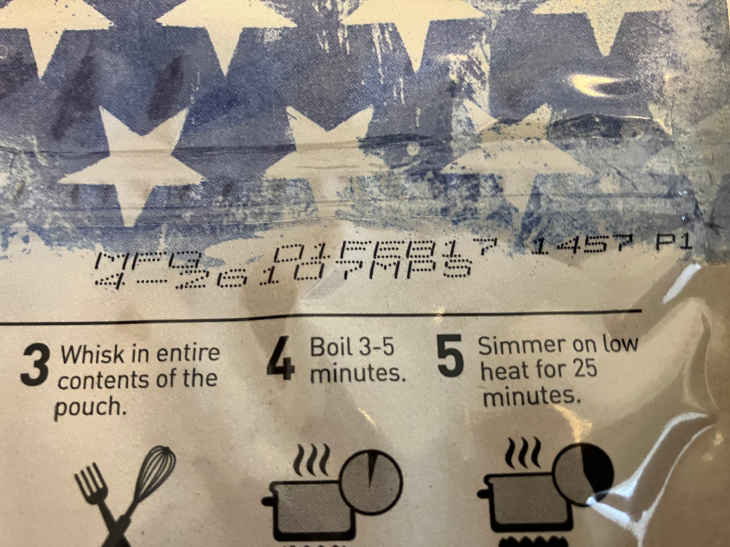 MFG 01FEB17 1457 P1
4-26107MPS
3 Whisk in entire
contents of the
pouch.
4 Boil 3-5
minutes.
5 Simmer on low
heat for 25
minutes.